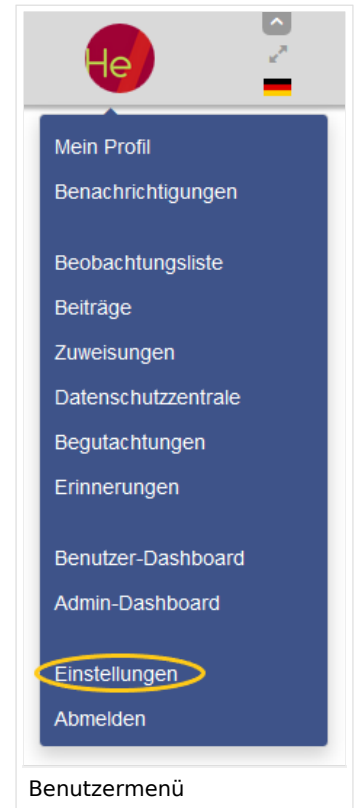 He
Mein Profil
Benachrichtigungen
Beobachtungsliste
Beiträge
Zuweisungen
Datenschutzzentrale
Begutachtungen
Erinnerungen
Benutzer-Dashboard
Admin-Dashboard
Einstellungen
Abmelden
Benutzermenü